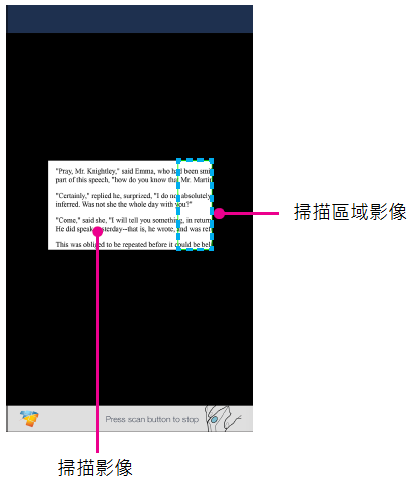 "Pray, Mr. Knightley," said Emma, who had been smi
part of this speech, "how do you know that Mr. Martin
"Certainly," replied he, surprized, "I do not absolutely
inferred. Was not she the whole day with you?"
"Come," said she, "I will tell you something, in return
He did speak yesterday--that is, he wrote, and was ref
This was obliged to be repeated before it could be bel
掃描區域影像
Press scan button to stop
掃描影像